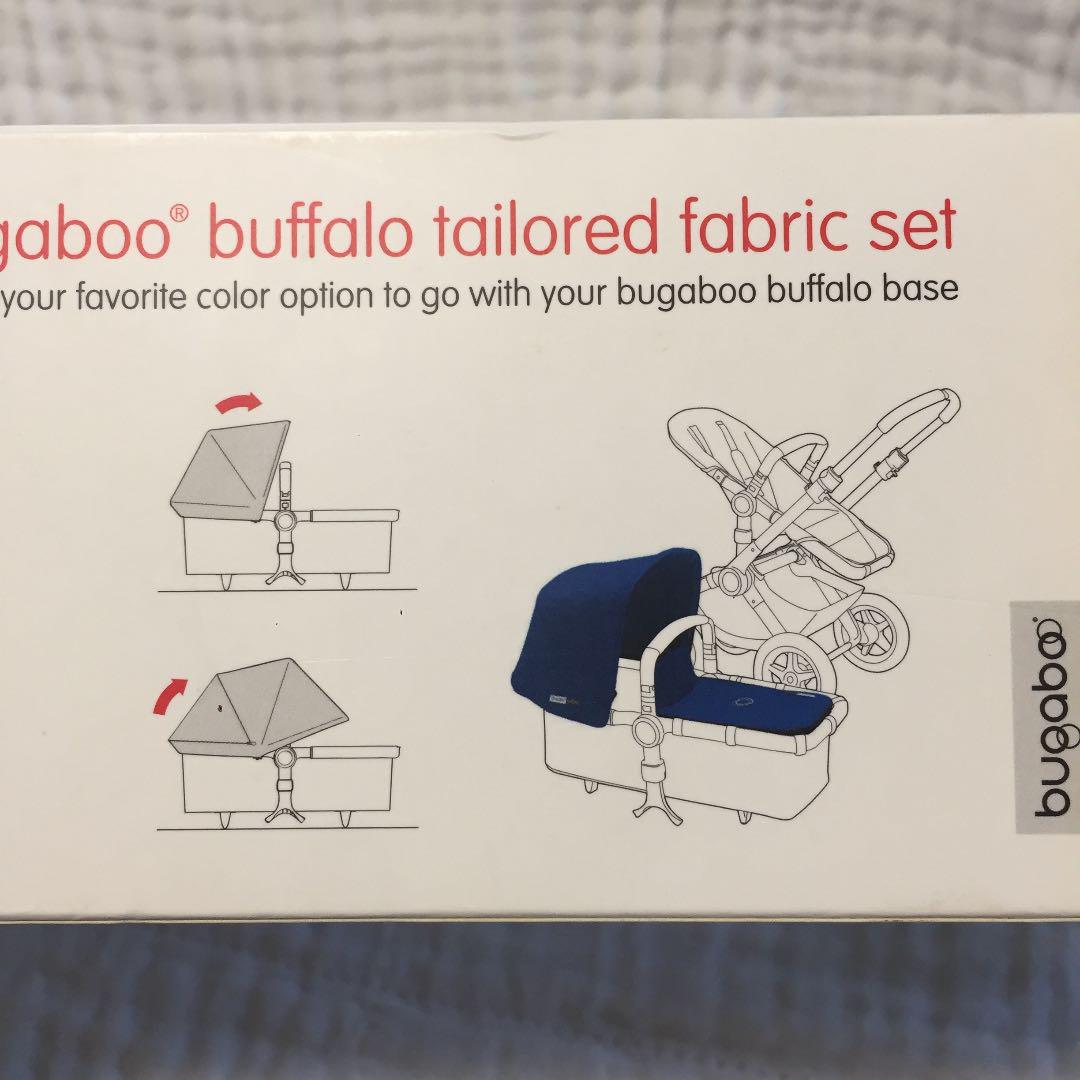 gaboo® buffalo tailored fabric set
your favorite color option to go with your bugaboo buffalo base
bugaboo®